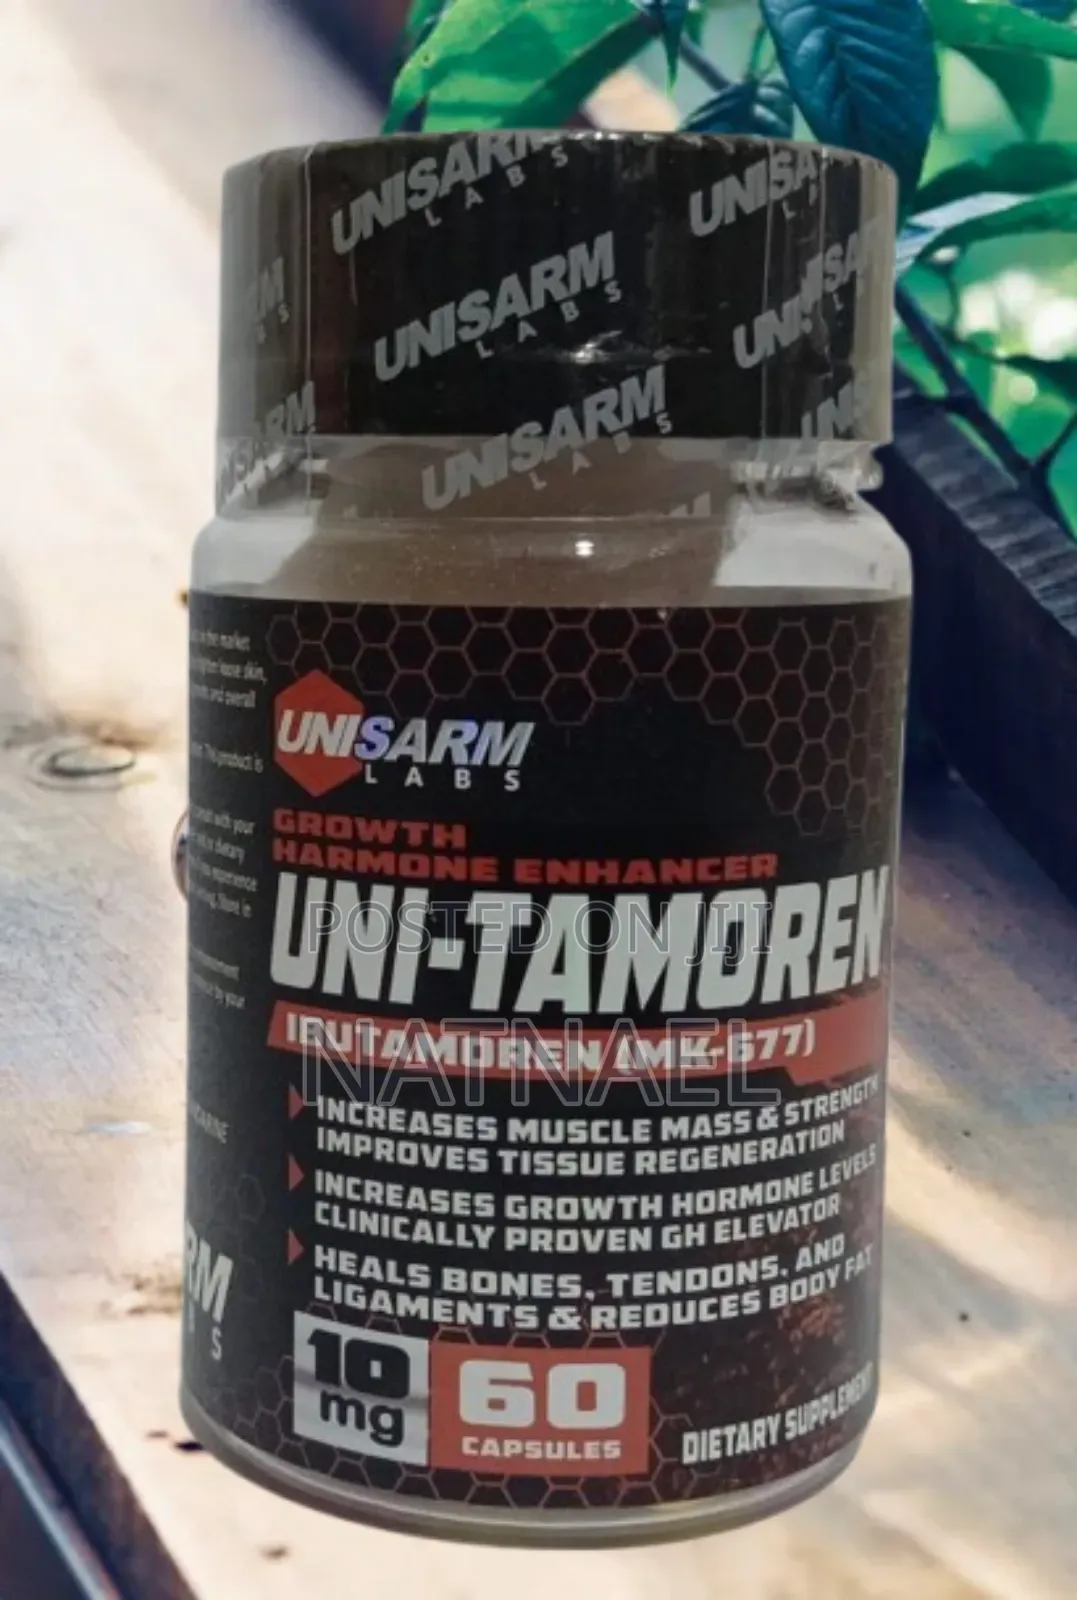 UNISARM
LABS
UNISARM
LABS
UNISARM
LABS
UNISARM
LABS
GROWTH
HARMONE ENHANCER
UNI-TAMOREN
POSTED ON JIJI
IBUTAMOREN (MK-677)
NATNAEL
INCREASES MUSCLE MASS & STRENGTH
IMPROVES TISSUE REGENERATION
INCREASES GROWTH HORMONE LEVELS
CLINICALLY PROVEN GH ELEVATOR
HEALS BONES, TENDONS, AND
LIGAMENTS & REDUCES BODY FAT
10
mg
60
CAPSULES
DIETARY SUPPLEMENT